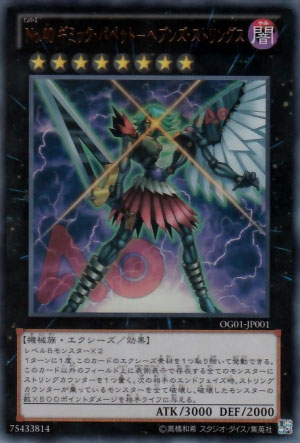 No.40 ギミック・パペット-ヘブンズ・ストリングス
闇
40
OG01-JP001
【機械族・エクシーズ/効果】
レベル8モンスター×2
1ターンに1度、このカードのエクシーズ素材を1つ取り除いて発動できる。
このカード以外のフィールド上に表側表示で存在する全てのモンスターに
ストリングカウンターを1つ置く。次の相手のエンドフェイズ時、ストリング
カウンターが乗っているモンスターを全て破壊し、破壊したモンスター
の数×500ポイントダメージを相手ライフに与える。
ATK/3000 DEF/2000
75433814
©高橋和希 スタジオ・ダイス/集英社